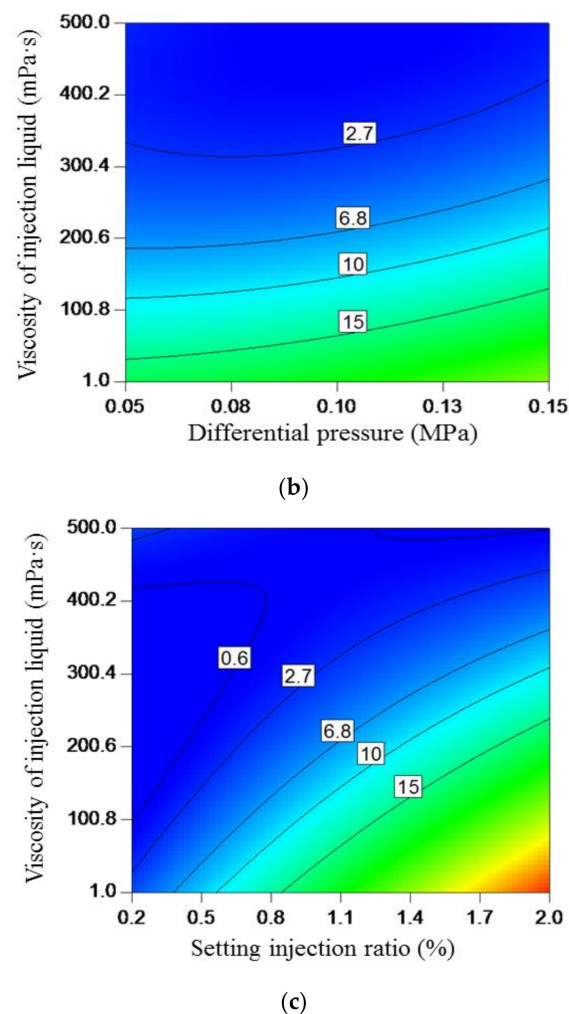 500.0
400.2
300.4
200.6
100.8
1.0
Viscosity of injection liquid (mPa·s)
2.7
6.8
10
15
0.05 0.08 0.10 0.13 0.15
Differential pressure (MPa)
(b)
500.0
400.2
300.4
200.6
100.8
1.0
Viscosity of injection liquid (mPa·s)
0.6
2.7
6.8
10
15
0.2 0.5 0.8 1.1 1.4 1.7 2.0
Setting injection ratio (%)
(c)